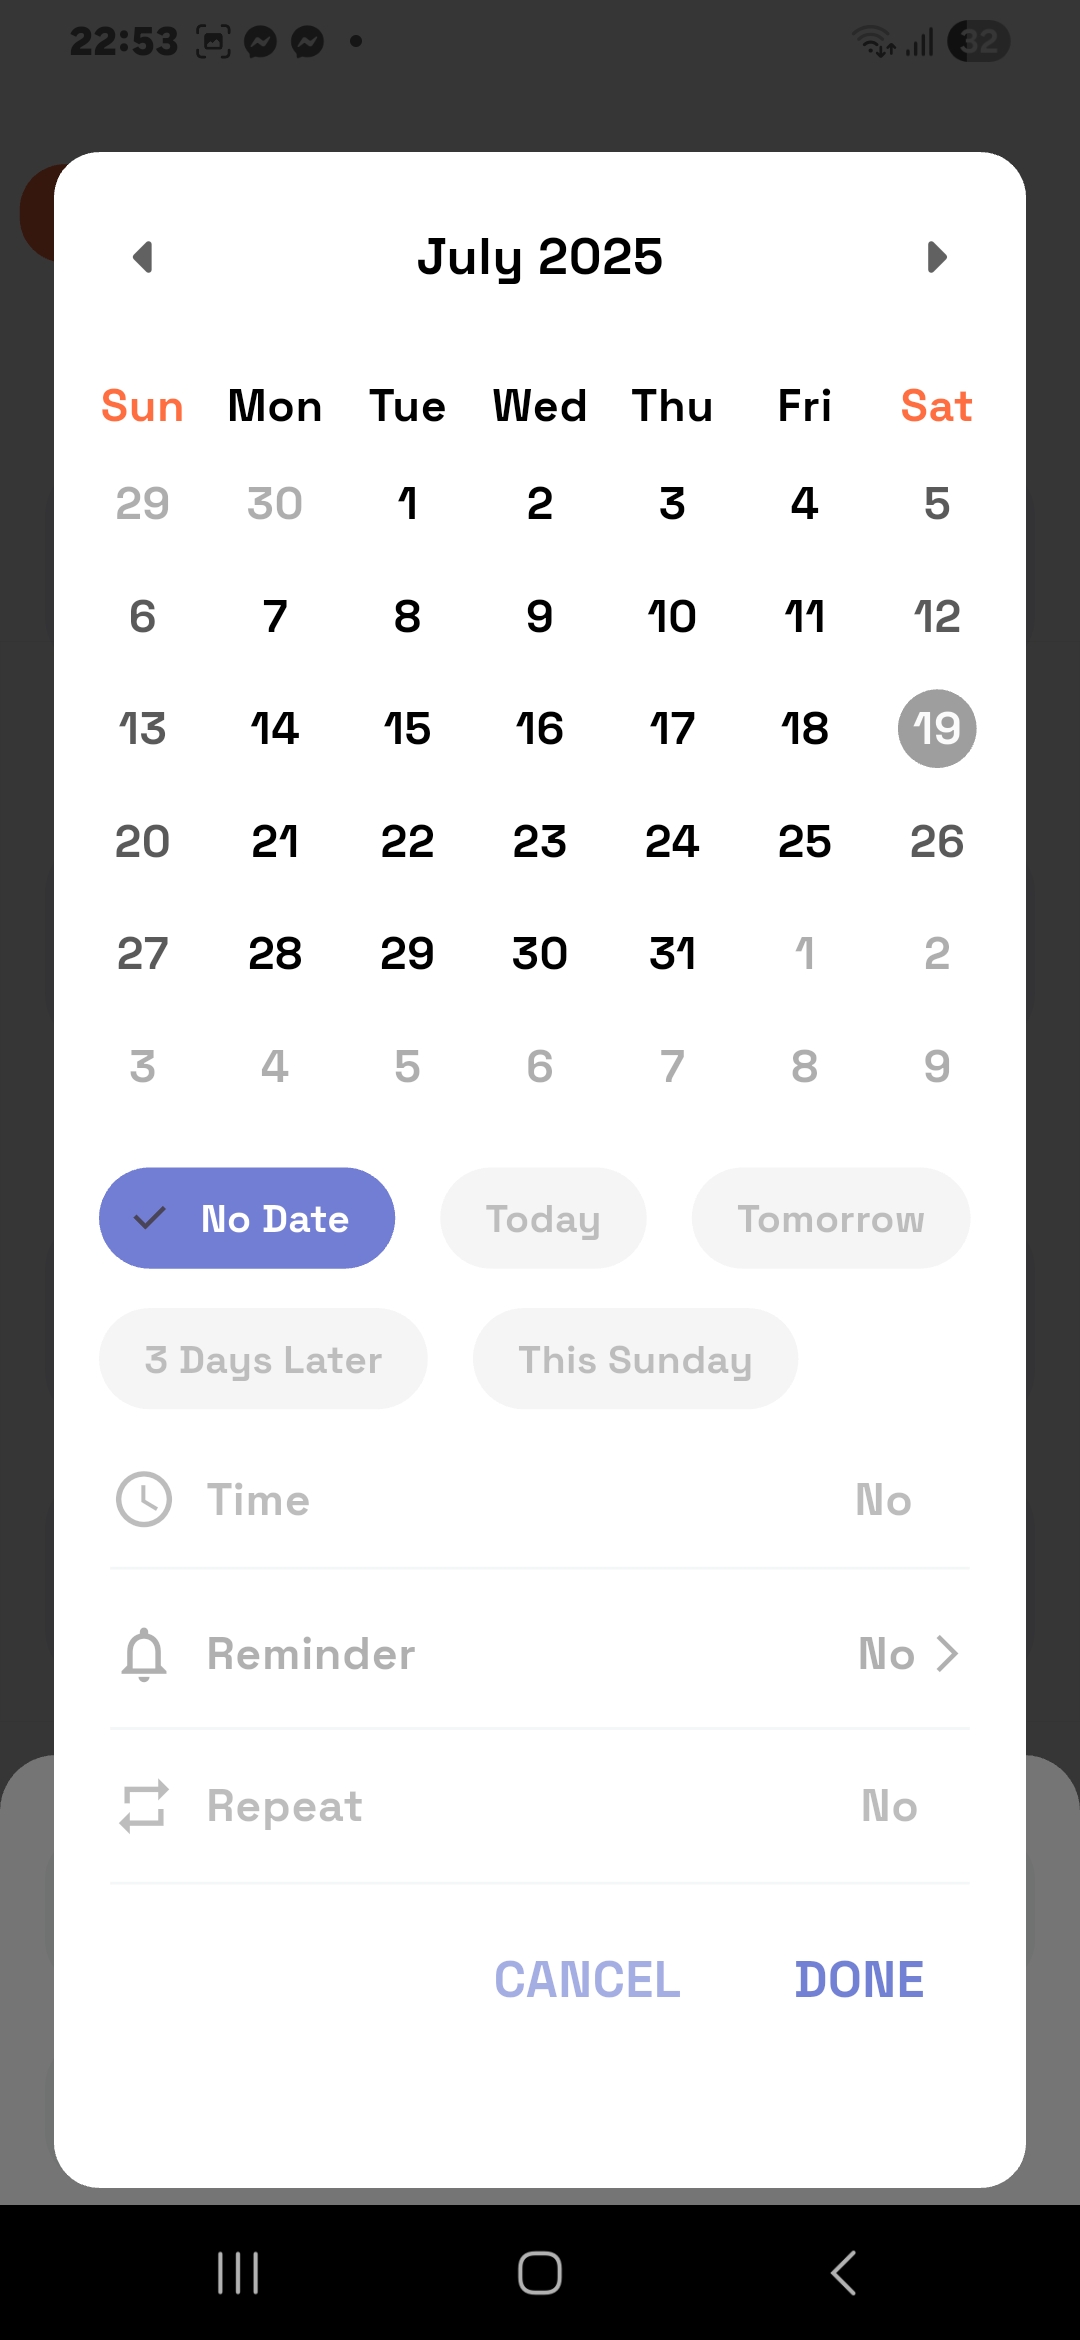 22:53 32
July 2025
Sun Mon Tue Wed Thu Fri Sat
29 30 1 2 3 4 5
6 7 8 9 10 11 12
13 14 15 16 17 18 19
20 21 22 23 24 25 26
27 28 29 30 31 1 2
3 4 5 6 7 8 9
No Date Today Tomorrow
3 Days Later This Sunday
Time No
Reminder No
Repeat No
CANCEL DONE